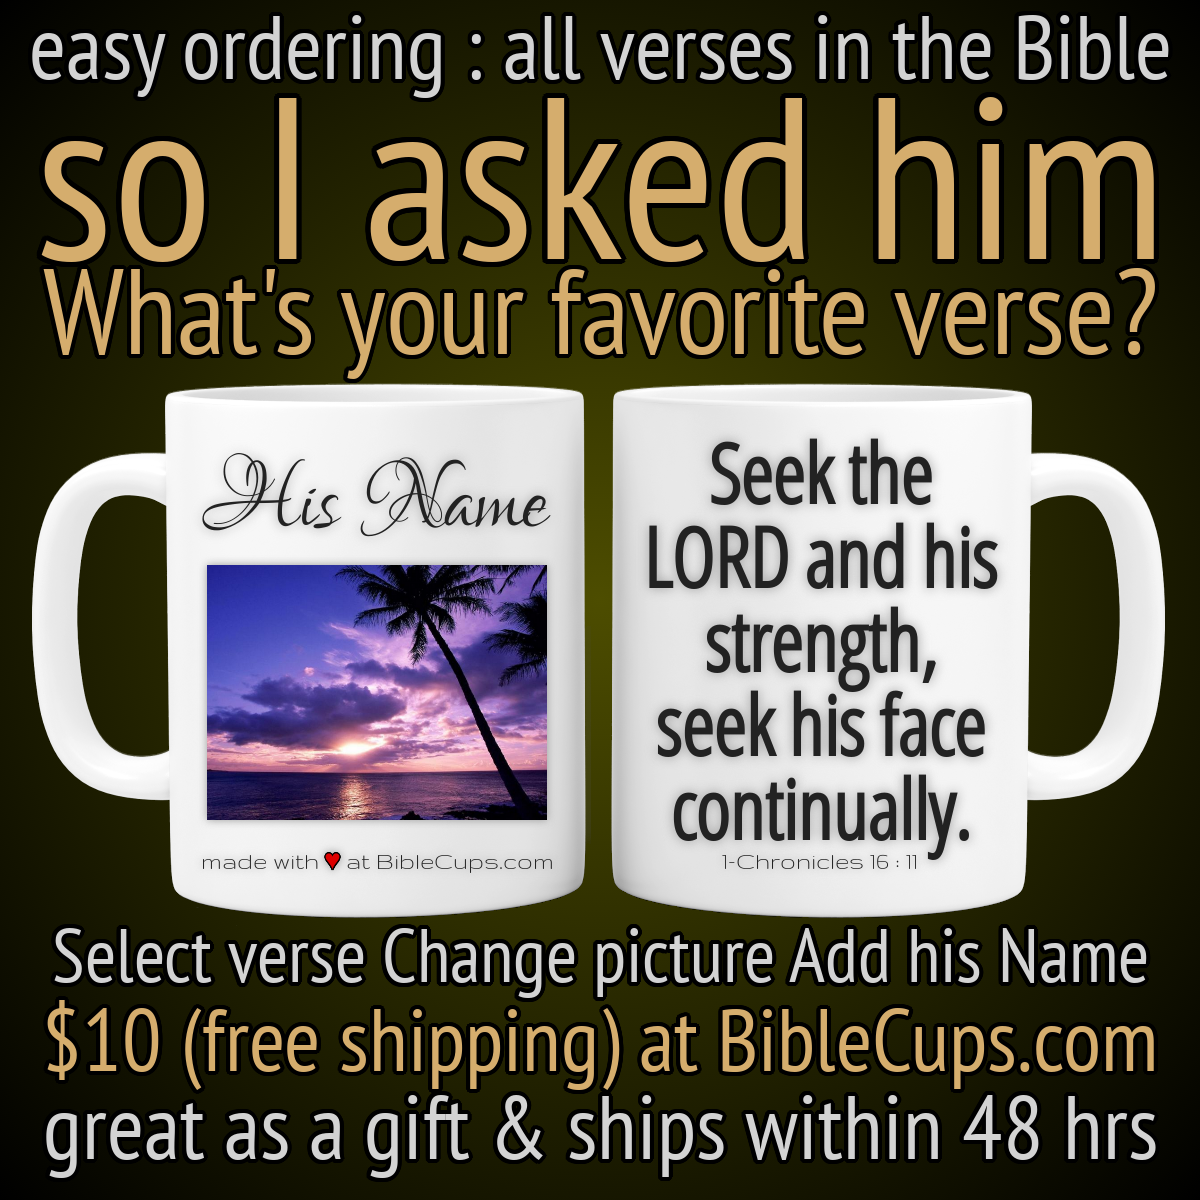 easy ordering : all verses in the Bible
so I asked him
What's your favorite verse?
His Name
made with ♥ at BibleCups.com
Seek the
LORD and his
strength,
seek his face
continually.
1-Chronicles 16 : 11
Select verse Change picture Add his Name
$10 (free shipping) at BibleCups.com
great as a gift & ships within 48 hrs